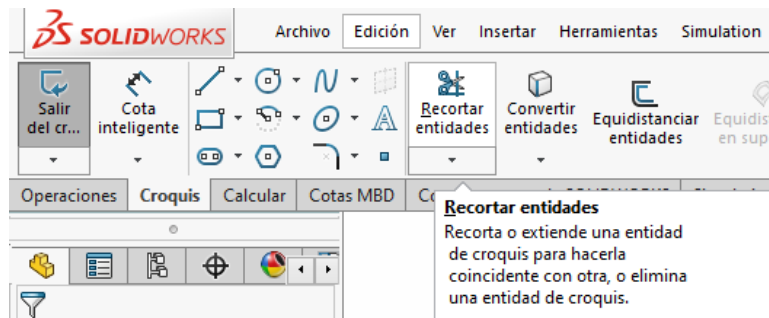 SOLIDWORKS
Archivo Edición Ver Insertar Herramientas Simulation
Salir
del cr...
Cota
inteligente
Recortar
entidades
Convertir
entidades
Equidistanciar
entidades
Equidis
en sup
Operaciones Croquis Calcular Cotas MBD
Recortar entidades
Recorta o extiende una entidad
de croquis para hacerla
coincidente con otra, o elimina
una entidad de croquis.